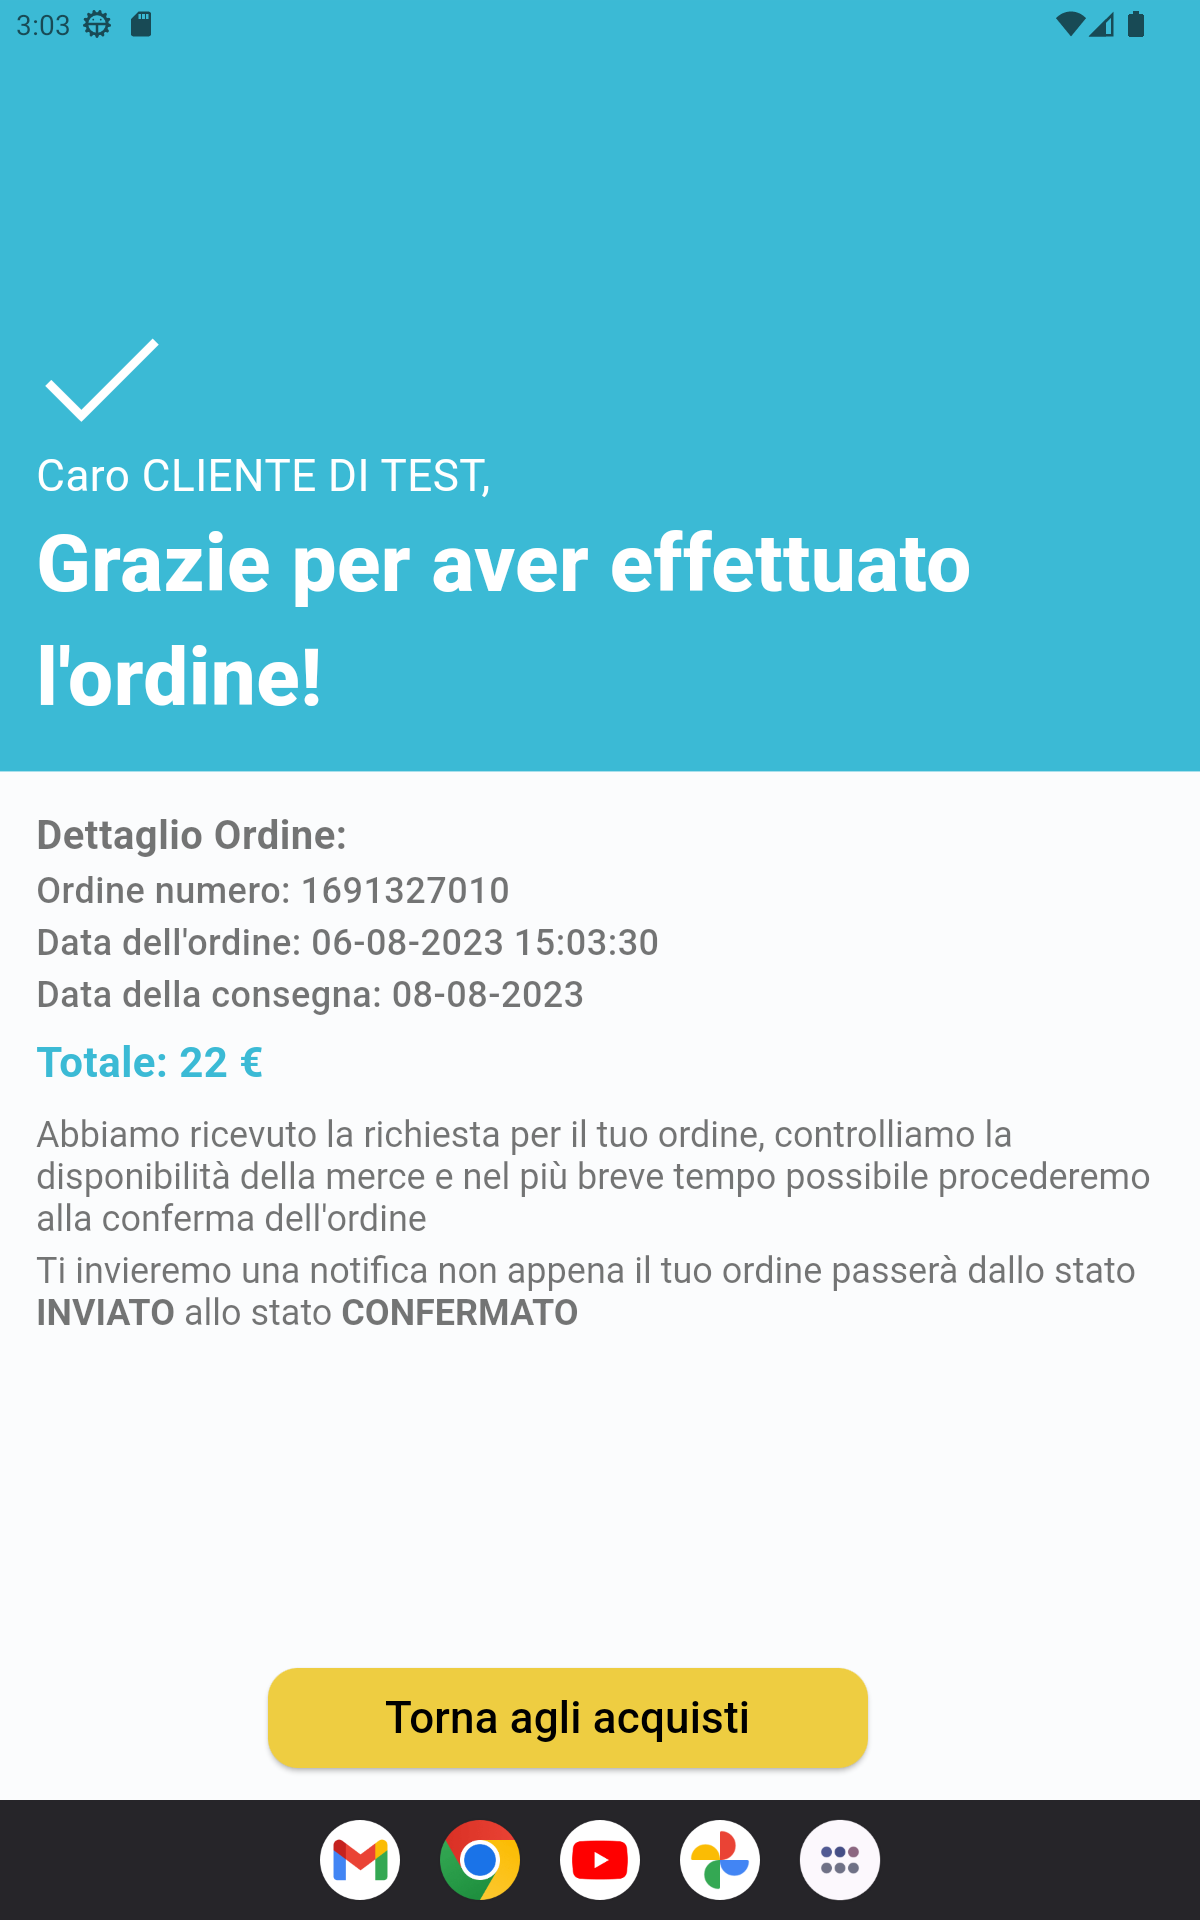 3:03
Caro CLIENTE DI TEST,
Grazie per aver effettuato
l'ordine!
Dettaglio Ordine:
Ordine numero: 1691327010
Data dell'ordine: 06-08-2023 15:03:30
Data della consegna: 08-08-2023
Totale: 22 €
Abbiamo ricevuto la richiesta per il tuo ordine, controlliamo la
disponibilità della merce e nel più breve tempo possibile procederemo
alla conferma dell'ordine
Ti invieremo una notifica non appena il tuo ordine passerà dallo stato
INVIATO allo stato CONFERMATO
Torna agli acquisti